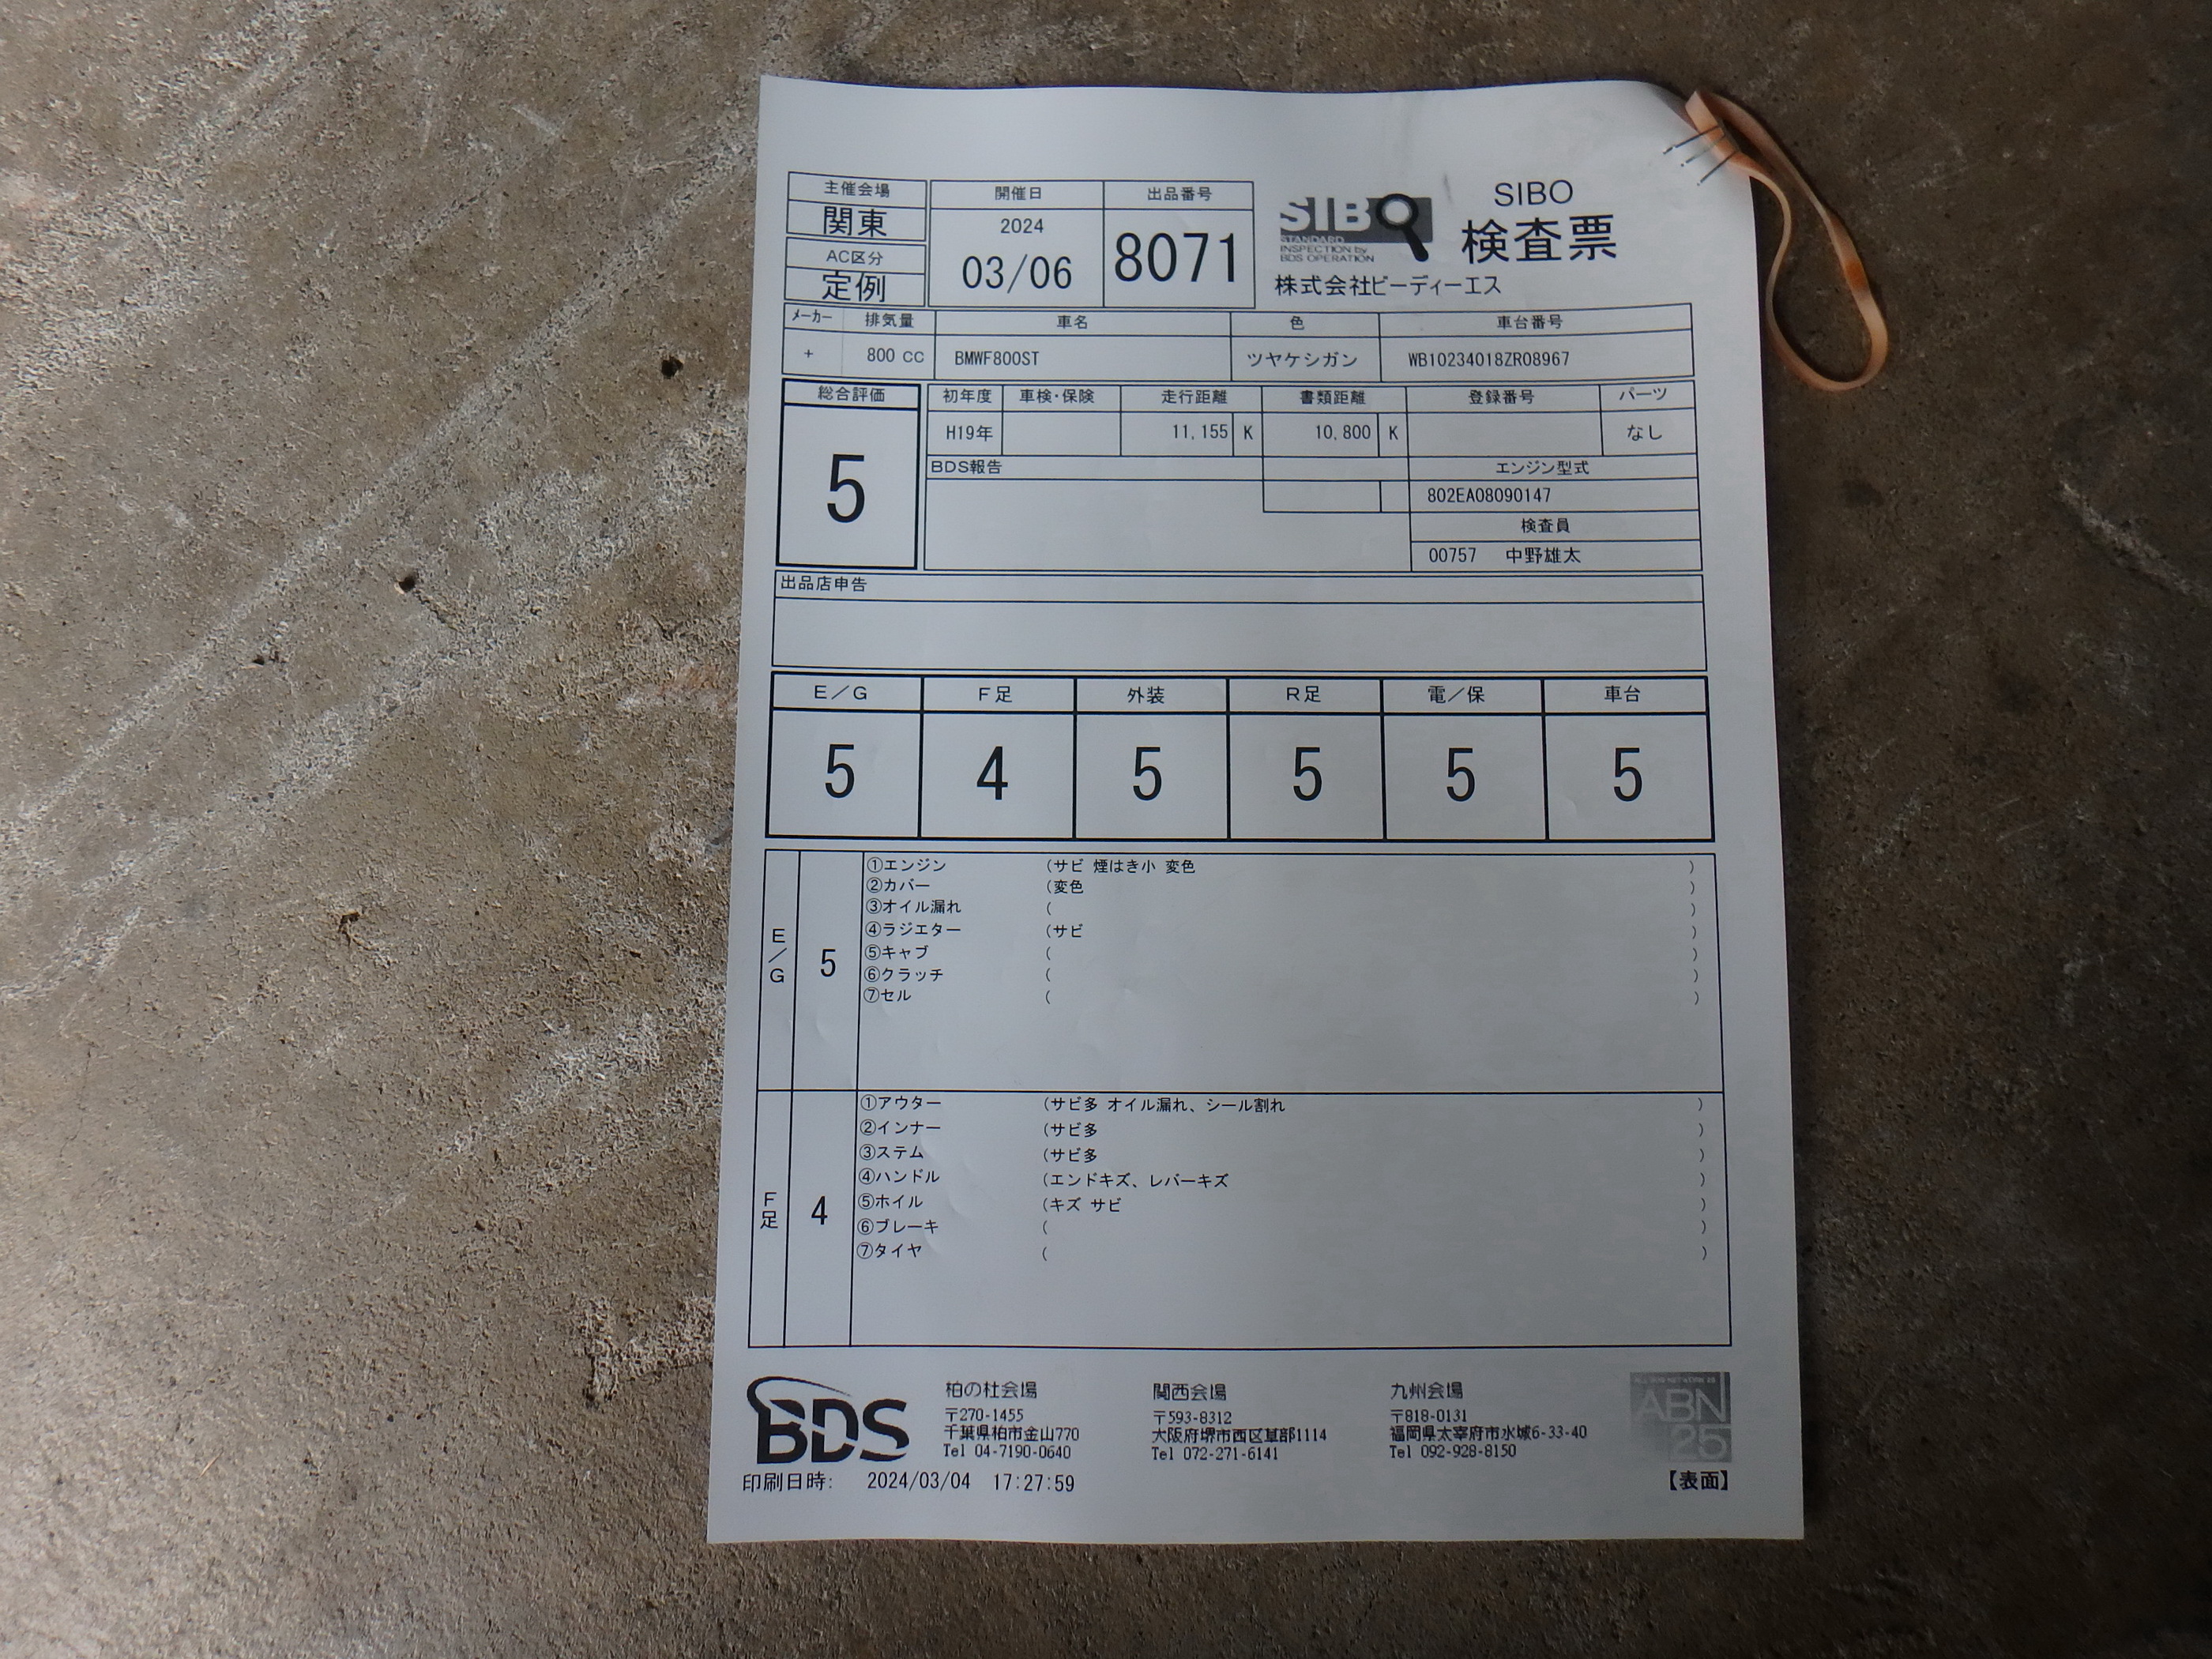 主催会場
関東
AC区分
定例
開催日
2024
03/06
出品番号
8071
SIBO
STANDARD
INSPECTION by
BDS OPERATION
SIBO
検査票
株式会社ビーディーエス
メーカー 排気量 車名 色 車台番号
+ 800 CC BMWF800ST ツヤケシガン WB10234018ZR08967
総合評価
5
初年度 車検・保険 走行距離 書類距離 登録番号 パーツ
H19年 11,155 K 10,800 K なし
BDS報告
エンジン型式
802EA08090147
検査員
00757 中野雄太
出品店申告
E/G F足 外装 R足 電/保 車台
5 4 5 5 5 5
E/G
5
①エンジン (サビ 煙はき小 変色 )
②カバー (変色 )
③オイル漏れ ( )
④ラジエター (サビ )
⑤キャブ ( )
⑥クラッチ ( )
⑦セル ( )
F足
4
①アウター (サビ多 オイル漏れ、シール割れ )
②インナー (サビ多 )
③ステム (サビ多 )
④ハンドル (エンドキズ、レバーキズ )
⑤ホイル (キズ サビ )
⑥ブレーキ ( )
⑦タイヤ ( )
BDS
柏の杜会場
〒270-1455
千葉県柏市金山770
Tel 04-7190-0640
関西会場
〒593-8312
大阪府堺市西区草部1114
Tel 072-271-6141
九州会場
〒818-0131
福岡県太宰府市水城6-33-40
Tel 092-928-8150
ABN
25
印刷日時: 2024/03/04 17:27:59
【表面】